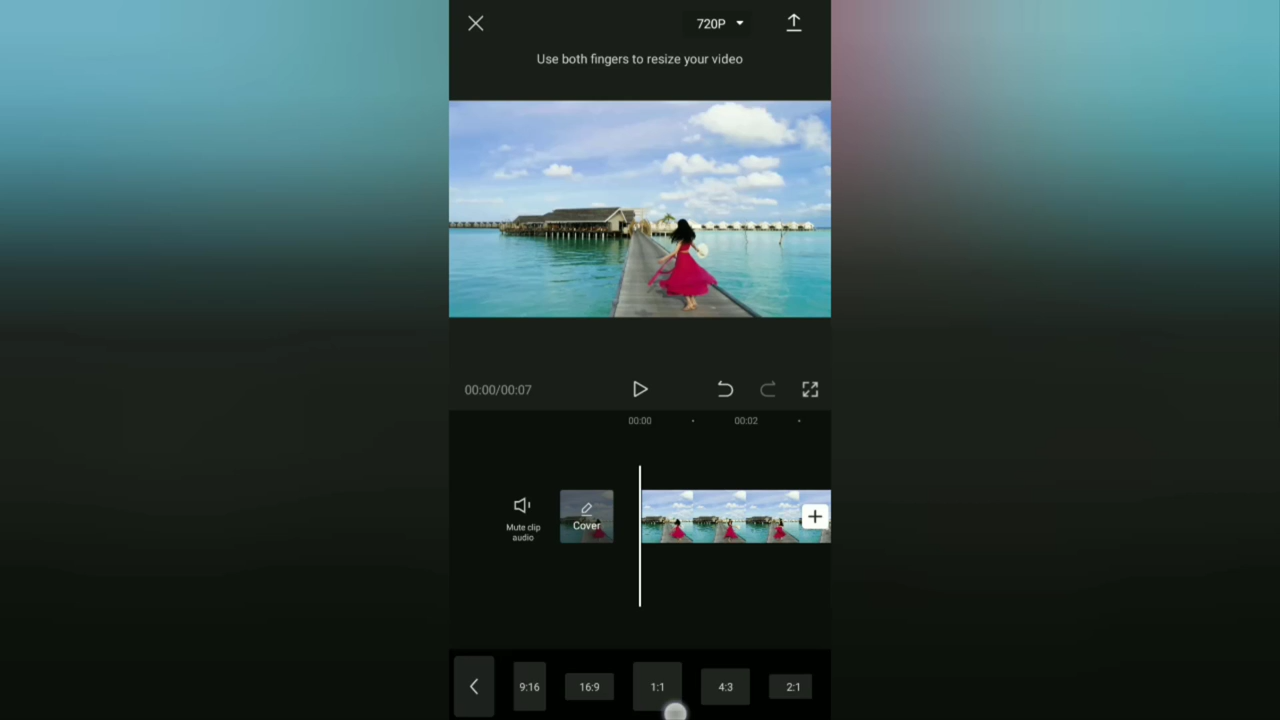 720P
Use both fingers to resize your video
00:00/00:07
00:00
00:02
Mute clip
audio
Cover
9:16
16:9
1:1
4:3
2:1